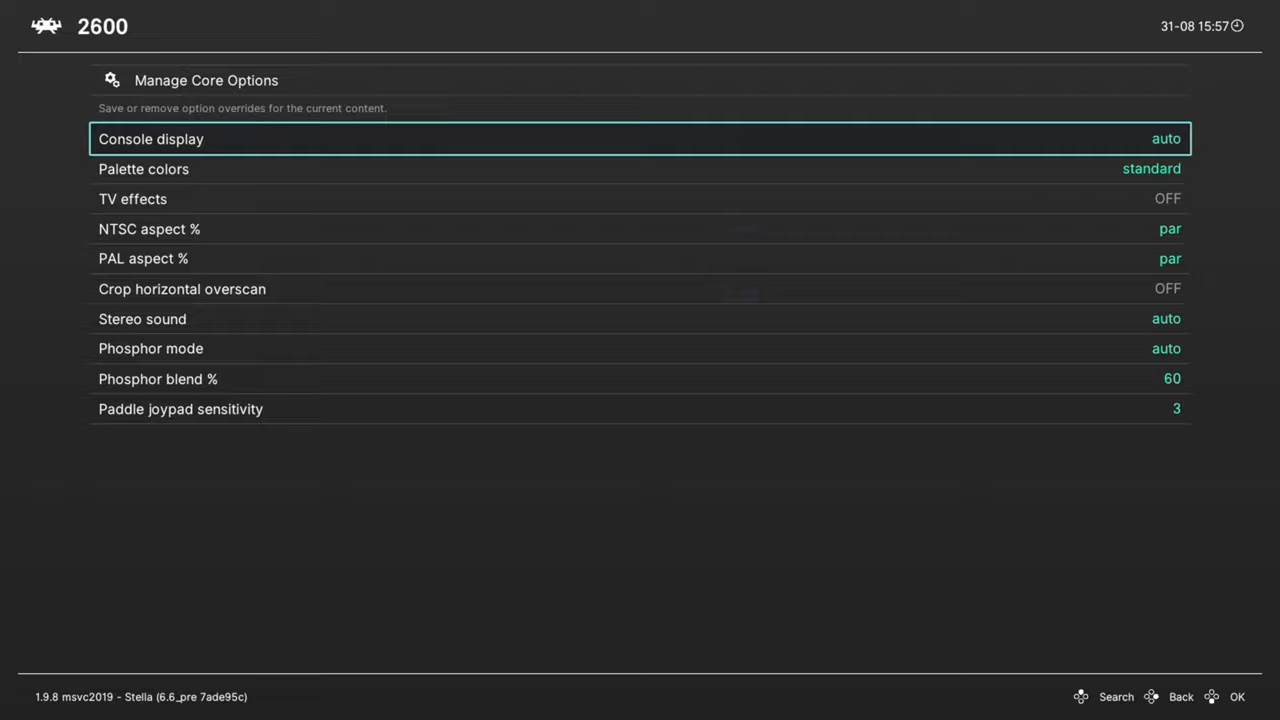 2600
31-08 15:57
Manage Core Options
Save or remove option overrides for the current content.
Console display auto
Palette colors standard
TV effects OFF
NTSC aspect % par
PAL aspect % par
Crop horizontal overscan OFF
Stereo sound auto
Phosphor mode auto
Phosphor blend % 60
Paddle joypad sensitivity 3
1.9.8 msvc2019 - Stella (6.6_pre 7ade95c)
Search Back OK